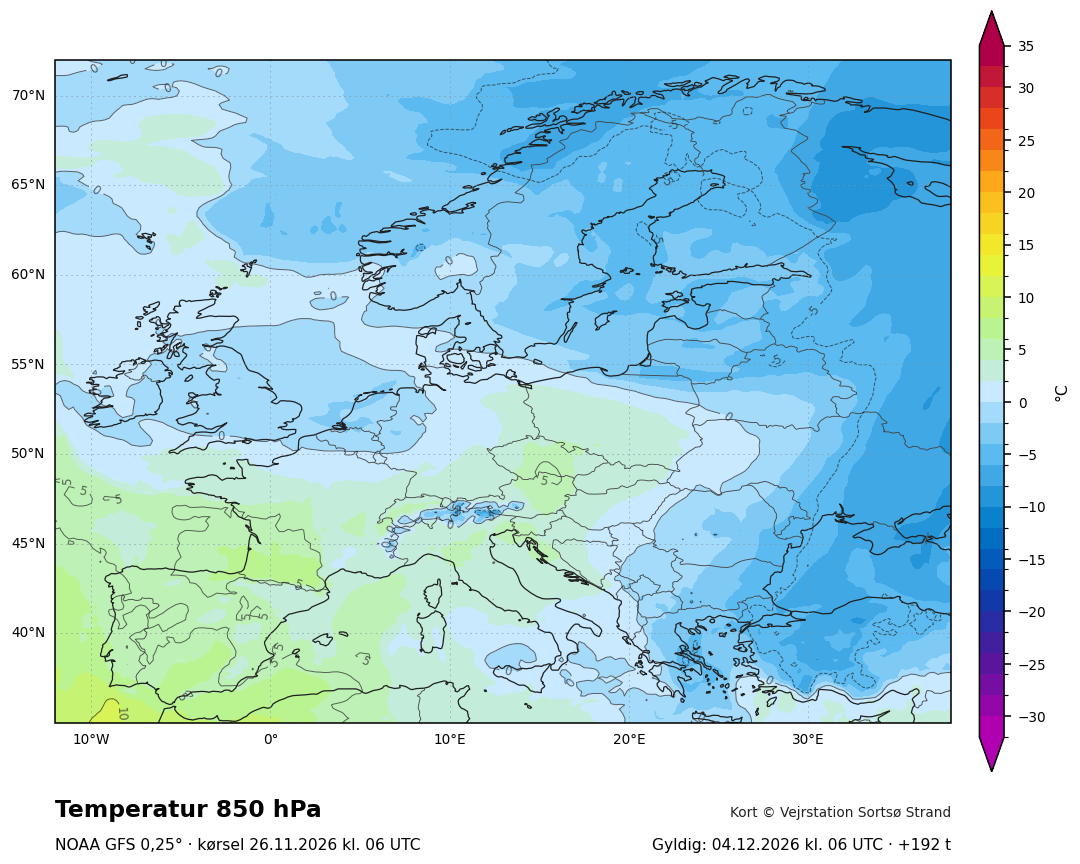 70°N
65°N
60°N
55°N
50°N
45°N
40°N
10°W
0°
10°E
20°E
30°E
35
30
25
20
15
10
5
0
−5
−10
−15
−20
−25
−30
°C
Temperatur 850 hPa
Kort © Vejrstation Sortsø Strand
NOAA GFS 0,25° · kørsel 26.11.2026 kl. 06 UTC
Gyldig: 04.12.2026 kl. 06 UTC · +192 t